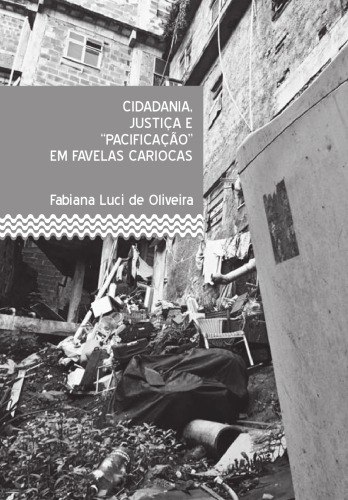 CIDADANIA,
JUSTIÇA E
"PACIFICAÇÃO"
EM FAVELAS CARIOCAS
Fabiana Luci de Oliveira